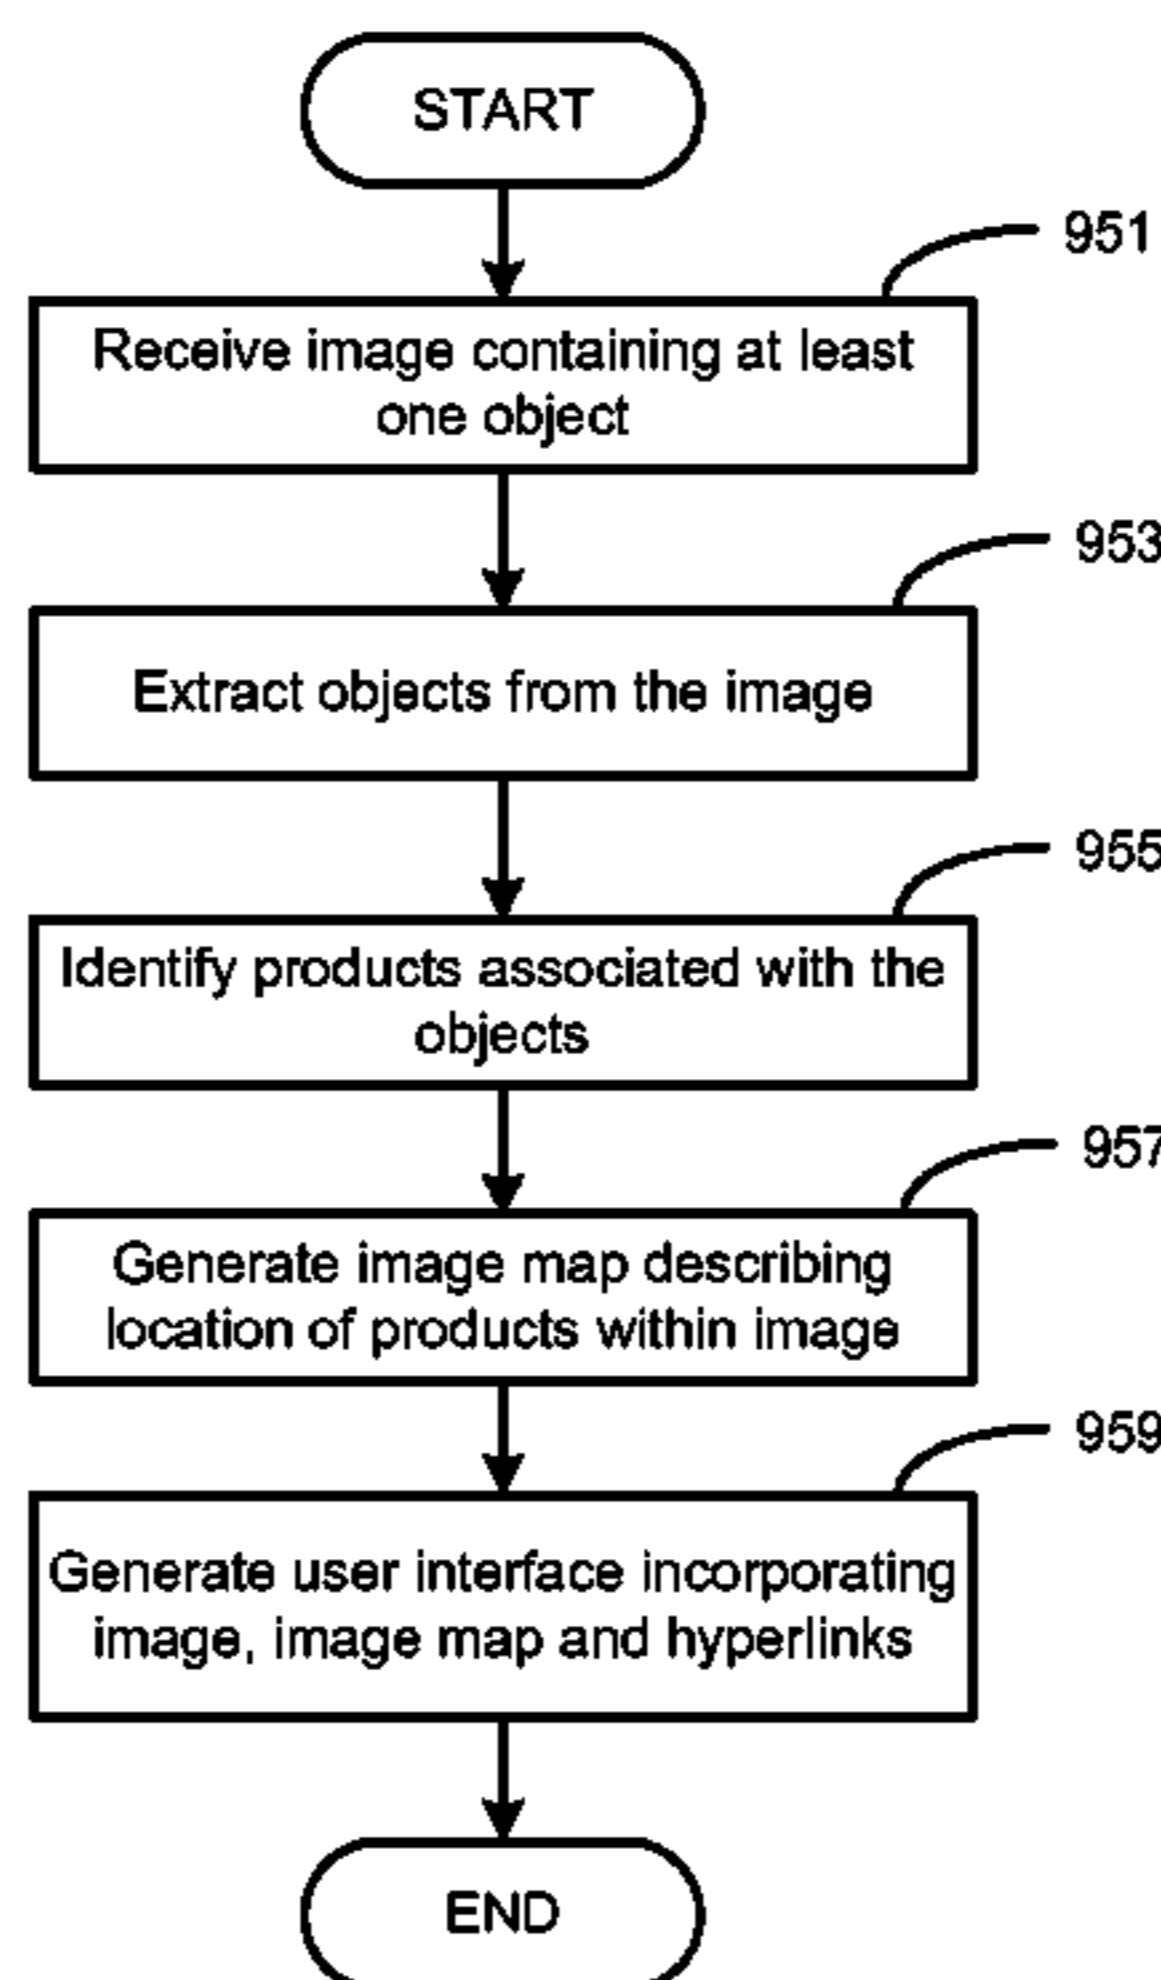 START
951
Receive image containing at least
one object
953
Extract objects from the image
955
Identify products associated with the
objects
957
Generate image map describing
location of products within image
959
Generate user interface incorporating
image, image map and hyperlinks
END